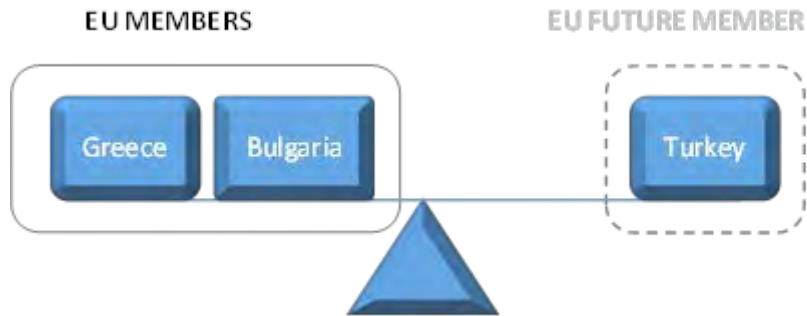 EU MEMBERS
EU FUTURE MEMBER
Greece
Bulgaria
Turkey